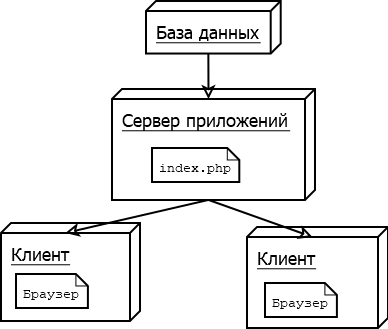 База данных
Сервер приложений
index.php
Клиент
Браузер
Клиент
Браузер